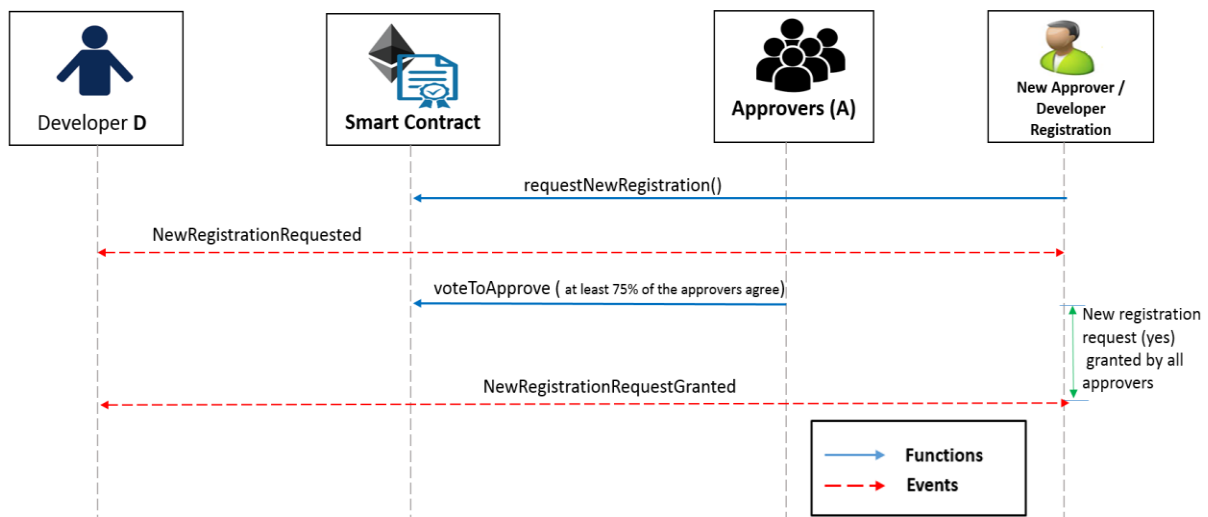 Developer D
Smart Contract
Approvers (A)
New Approver /
Developer
Registration
requestNewRegistration()
NewRegistrationRequested
voteToApprove ( at least 75% of the approvers agree)
New registration
request (yes)
granted by all
approvers
NewRegistrationRequestGranted
Functions
Events